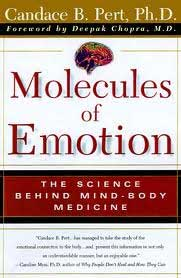 Candace B. Pert, Ph.D.
Foreword by Deepak Chopra, M.D.
Molecules
of Emotion
THE SCIENCE
BEHIND MIND-BODY
MEDICINE
"Candace B. Pert...has managed to take the study of the
emotional connection to the body...and present this information in not only
an understandable manner, but an enjoyable one."
— Caroline Myss, Ph.D. author of Why People Don't Heal and How They Can